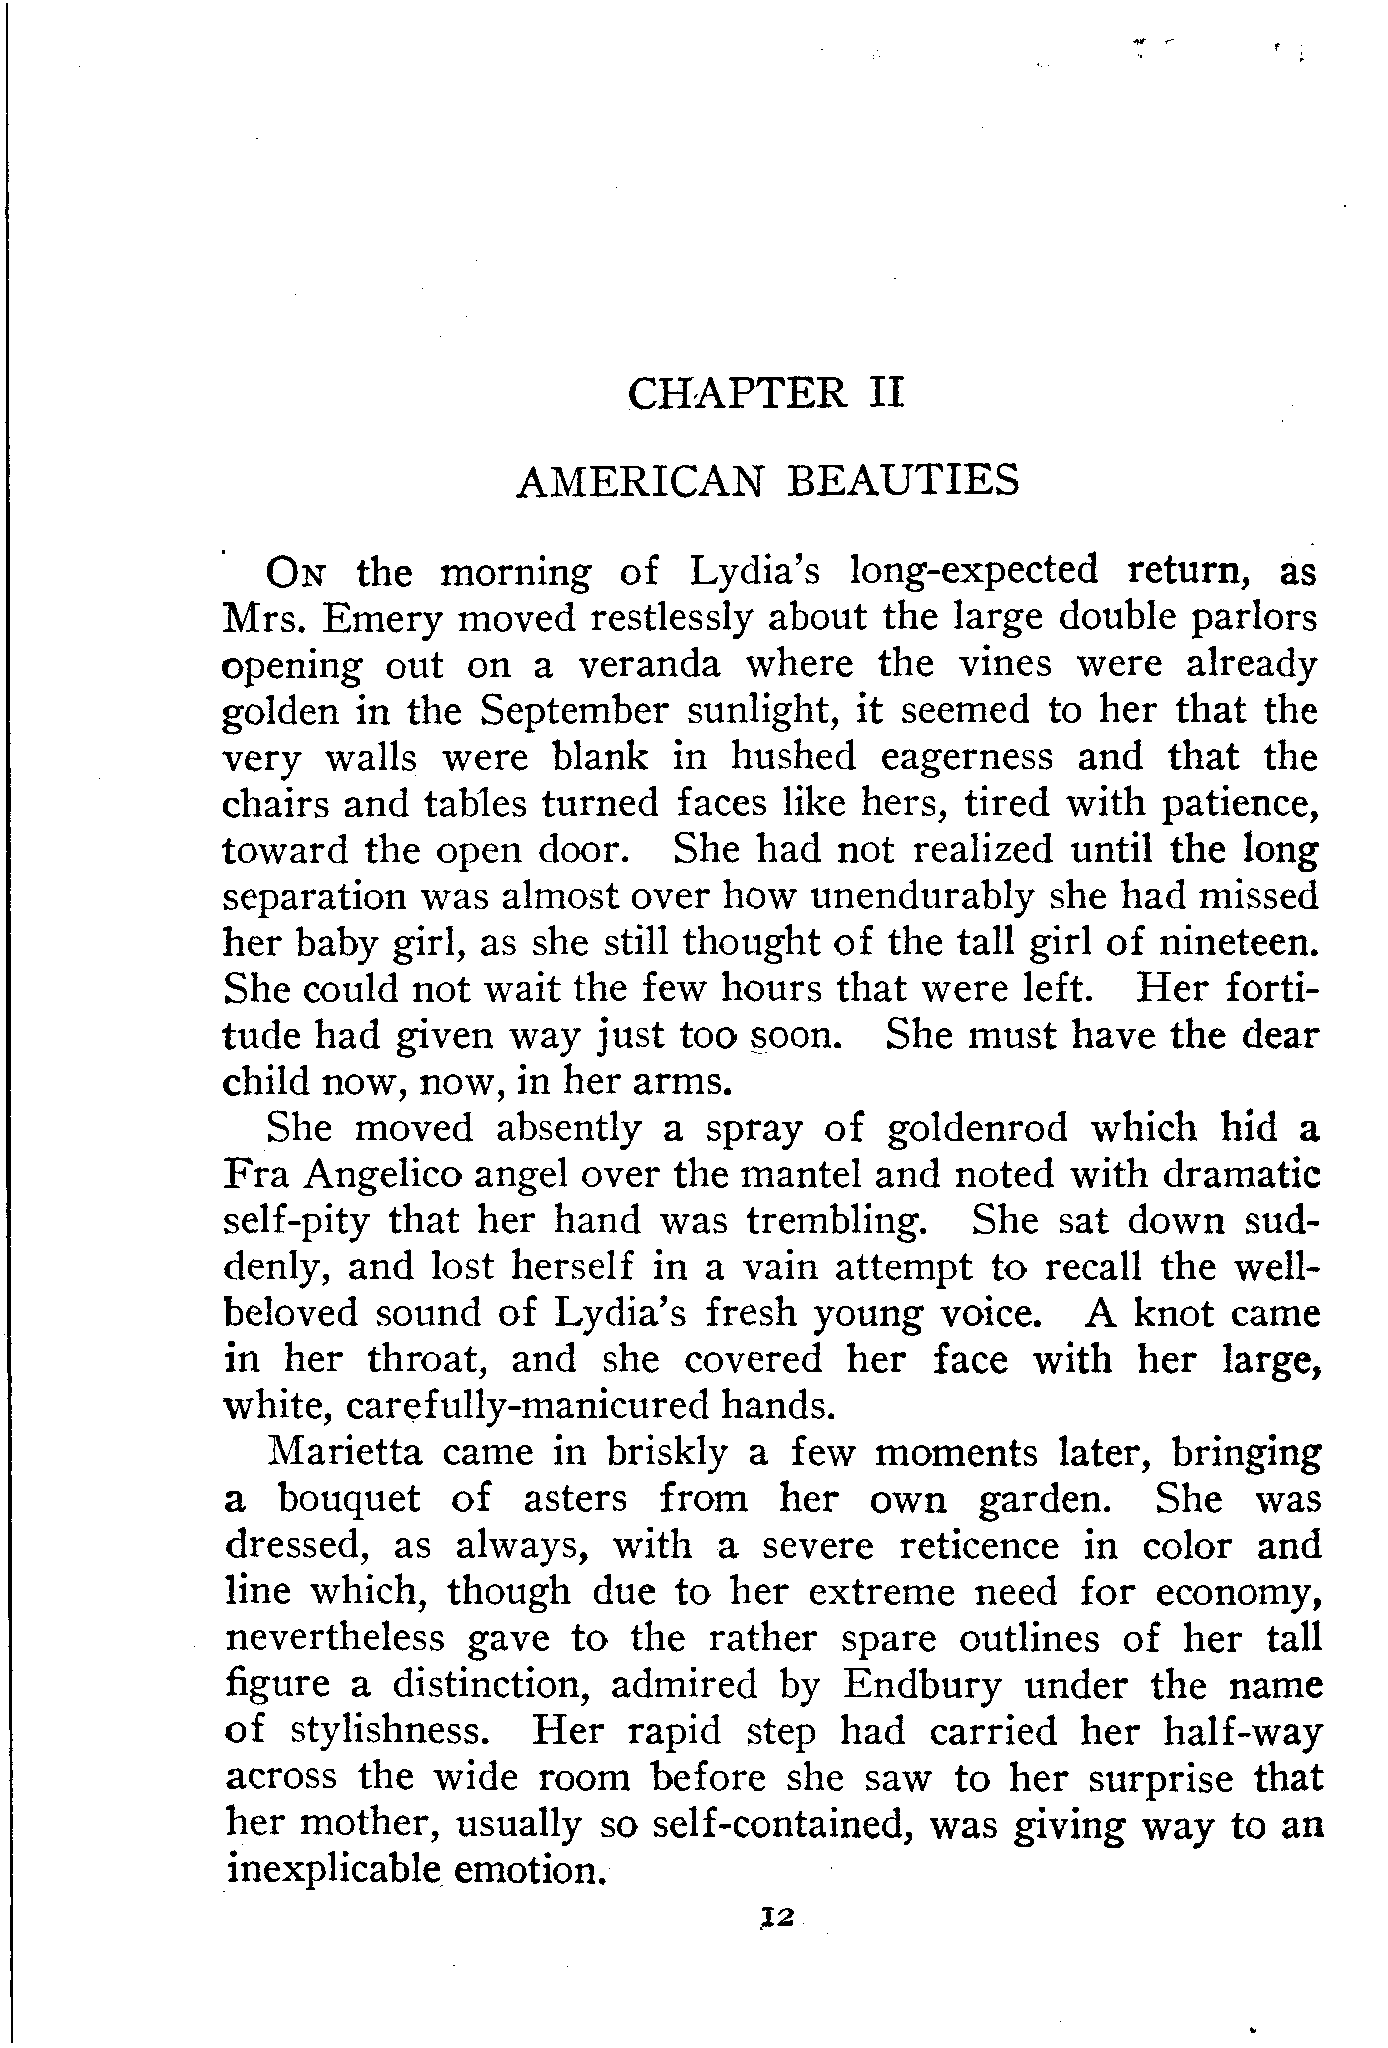 CHAPTER II
AMERICAN BEAUTIES
ON the morning of Lydia's long-expected return, as
Mrs. Emery moved restlessly about the large double parlors
opening out on a veranda where the vines were already
golden in the September sunlight, it seemed to her that the
very walls were blank in hushed eagerness and that the
chairs and tables turned faces like hers, tired with patience,
toward the open door. She had not realized until the long
separation was almost over how unendurably she had missed
her baby girl, as she still thought of the tall girl of nineteen.
She could not wait the few hours that were left. Her forti-
tude had given way just too soon. She must have the dear
child now, now, in her arms.
She moved absently a spray of goldenrod which hid a
Fra Angelico angel over the mantel and noted with dramatic
self-pity that her hand was trembling. She sat down sud-
denly, and lost herself in a vain attempt to recall the well-
beloved sound of Lydia's fresh young voice. A knot came
in her throat, and she covered her face with her large,
white, carefully-manicured hands.
Marietta came in briskly a few moments later, bringing
a bouquet of asters from her own garden. She was
dressed, as always, with a severe reticence in color and
line which, though due to her extreme need for economy,
nevertheless gave to the rather spare outlines of her tall
figure a distinction, admired by Endbury under the name
of stylishness. Her rapid step had carried her half-way
across the wide room before she saw to her surprise that
her mother, usually so self-contained, was giving way to an
inexplicable emotion.
12